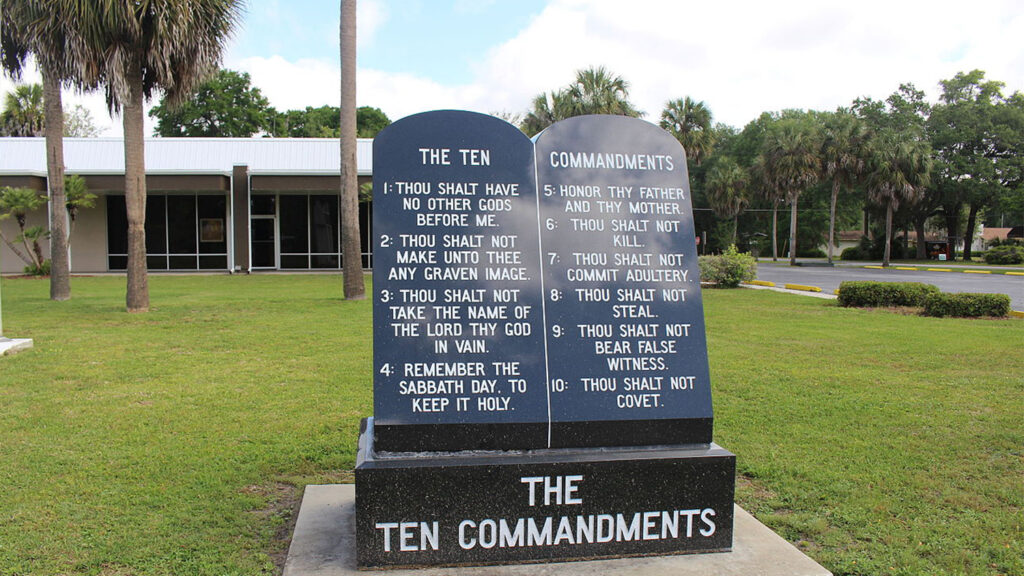 THE TEN
1: THOU SHALT HAVE
NO OTHER GODS
BEFORE ME.
2: THOU SHALT NOT
MAKE UNTO THEE
ANY GRAVEN IMAGE.
3: THOU SHALT NOT
TAKE THE NAME OF
THE LORD THY GOD
IN VAIN.
4: REMEMBER THE
SABBATH DAY, TO
KEEP IT HOLY.
COMMANDMENTS
5: HONOR THY FATHER
AND THY MOTHER.
6: THOU SHALT NOT
KILL.
7: THOU SHALT NOT
COMMIT ADULTERY.
8: THOU SHALT NOT
STEAL.
9: THOU SHALT NOT
BEAR FALSE
WITNESS.
10: THOU SHALT NOT
COVET.
THE
TEN COMMANDMENTS